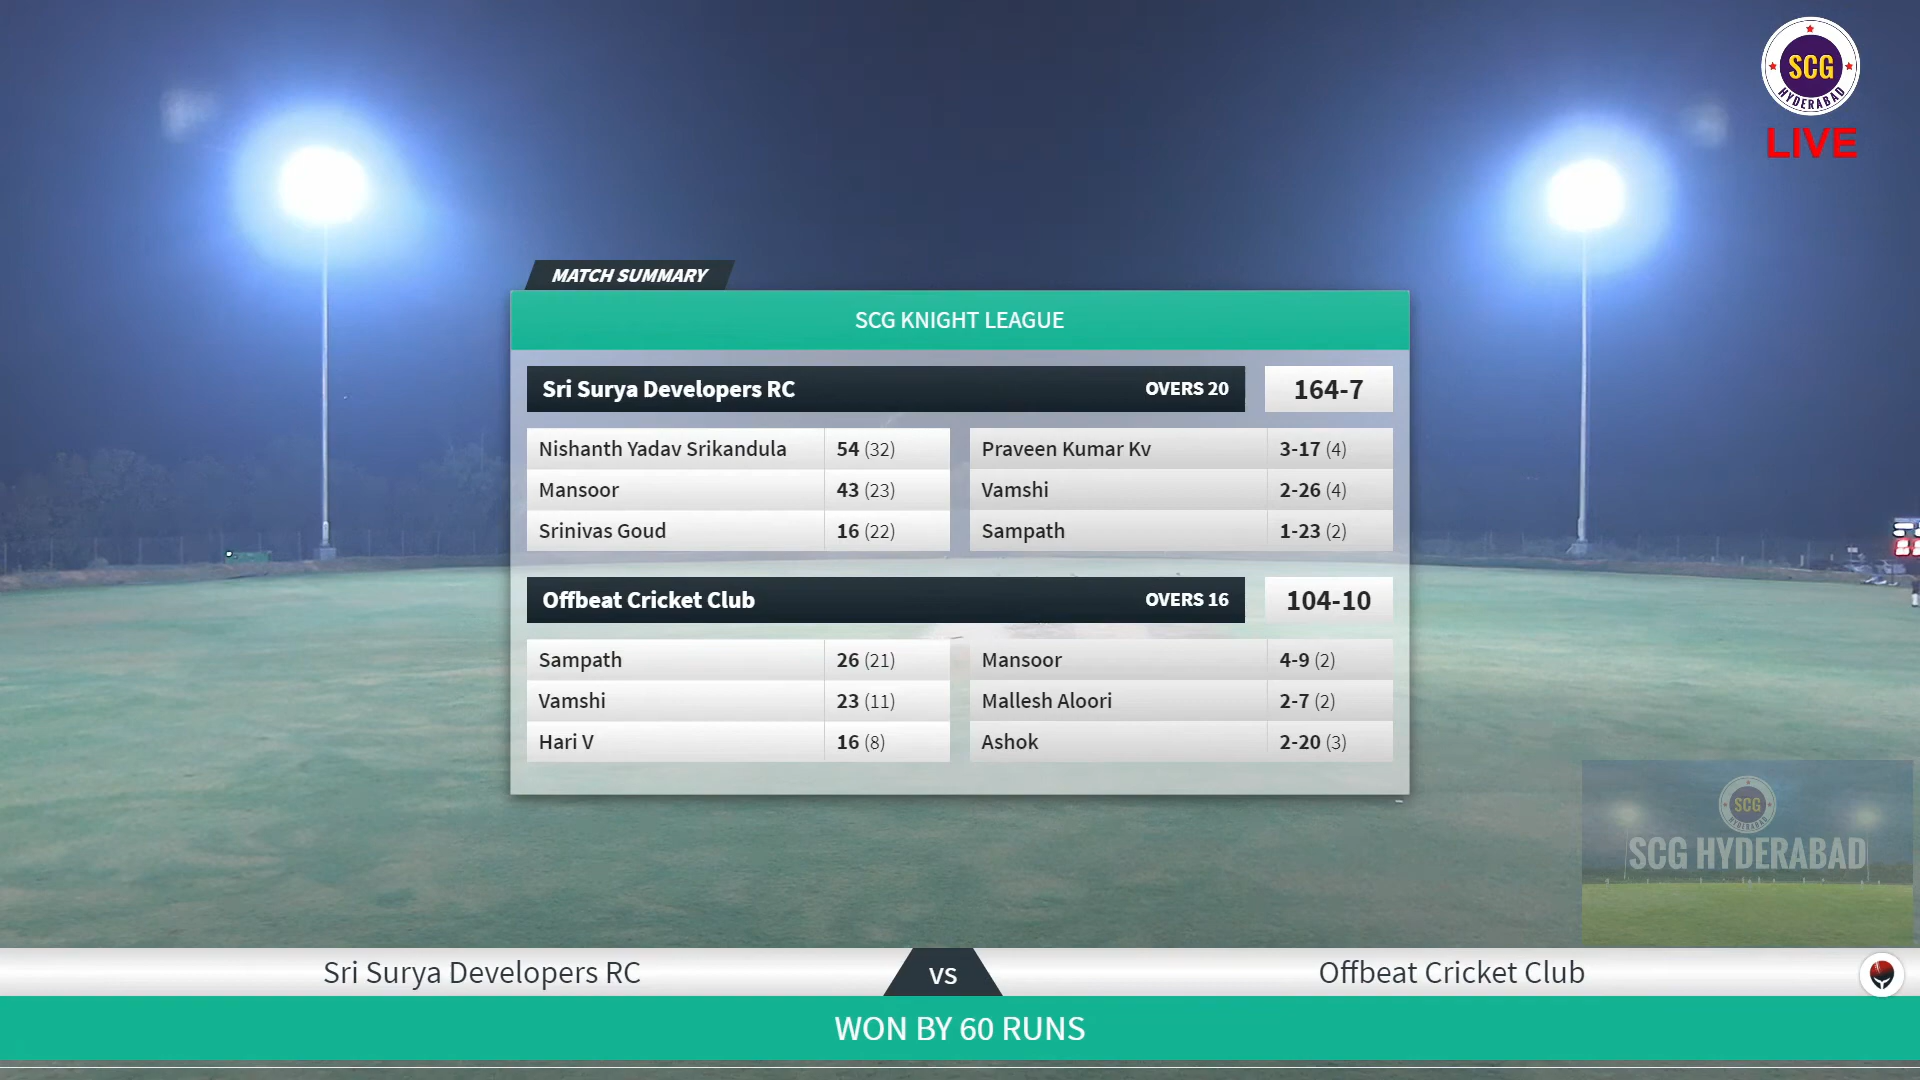 SCG
HYDERABAD
LIVE
MATCH SUMMARY
SCG KNIGHT LEAGUE
Sri Surya Developers RC OVERS 20 164-7
Nishanth Yadav Srikandula 54 (32) Praveen Kumar Kv 3-17 (4)
Mansoor 43 (23) Vamshi 2-26 (4)
Srinivas Goud 16 (22) Sampath 1-23 (2)
Offbeat Cricket Club OVERS 16 104-10
Sampath 26 (21) Mansoor 4-9 (2)
Vamshi 23 (11) Mallesh Aloori 2-7 (2)
Hari V 16 (8) Ashok 2-20 (3)
SCG
HYDERABAD
SCG HYDERABAD
Sri Surya Developers RC VS Offbeat Cricket Club
WON BY 60 RUNS